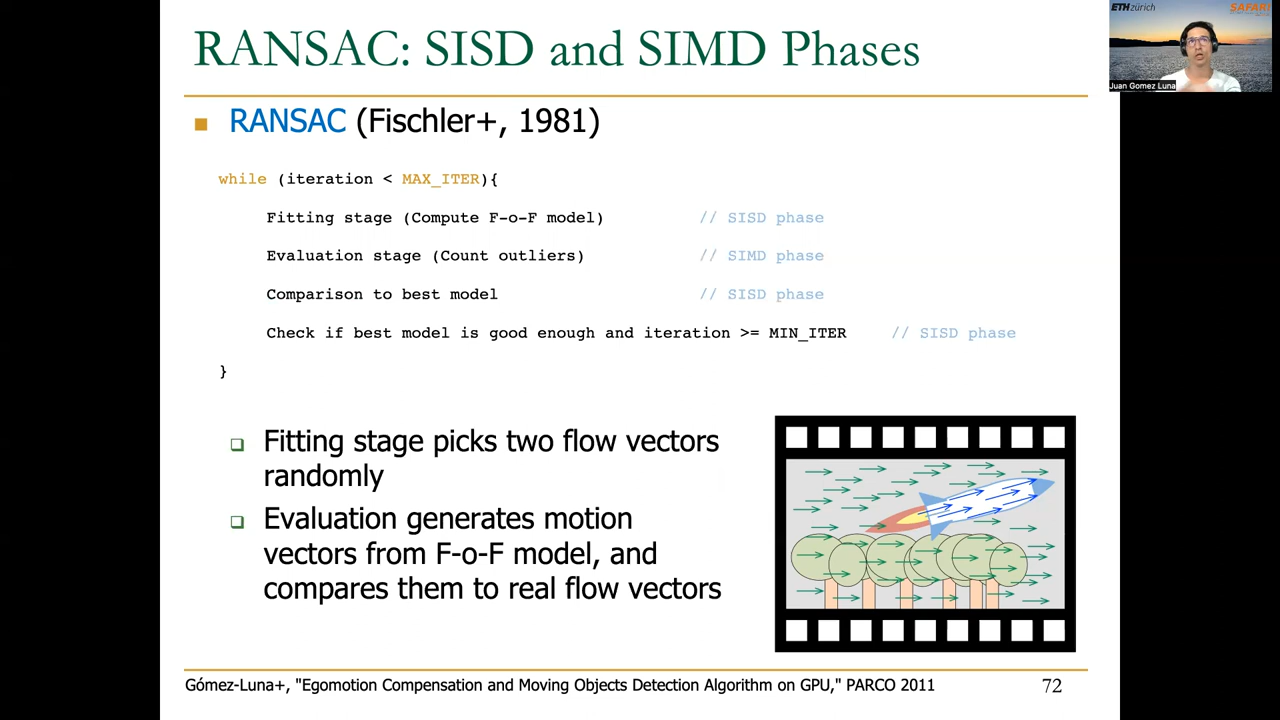 RANSAC: SISD and SIMD Phases
ETH zürich
SAFARI
Juan Gomez Luna
RANSAC (Fischler+, 1981)
while (iteration < MAX_ITER){
Fitting stage (Compute F-o-F model) // SISD phase
Evaluation stage (Count outliers) // SIMD phase
Comparison to best model // SISD phase
Check if best model is good enough and iteration >= MIN_ITER // SISD phase
}
Fitting stage picks two flow vectors
randomly
Evaluation generates motion
vectors from F-o-F model, and
compares them to real flow vectors
Gómez-Luna+, "Egomotion Compensation and Moving Objects Detection Algorithm on GPU," PARCO 2011
72